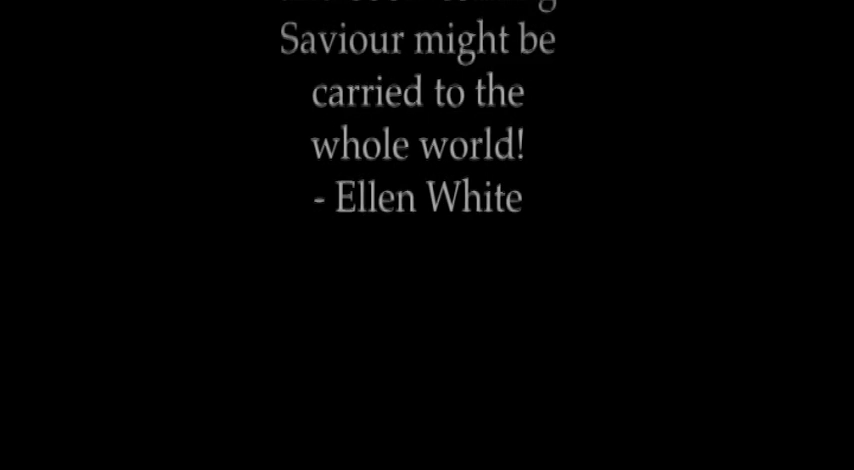 Saviour might be
carried to the
whole world!
- Ellen White